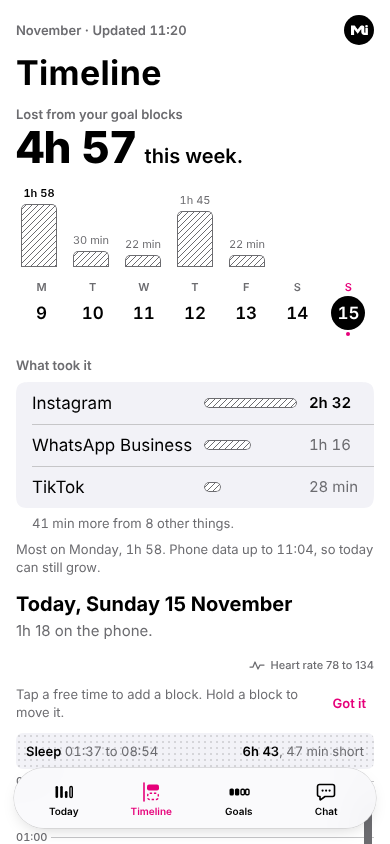 November · Updated 11:20
Mi
Timeline
Lost from your goal blocks
4h 57 this week.
1h 58
30 min
22 min
1h 45
22 min
M T W T F S S
9 10 11 12 13 14 15
What took it
Instagram 2h 32
WhatsApp Business 1h 16
TikTok 28 min
41 min more from 8 other things.
Most on Monday, 1h 58. Phone data up to 11:04, so today
can still grow.
Today, Sunday 15 November
1h 18 on the phone.
Heart rate 78 to 134
Tap a free time to add a block. Hold a block to
move it.
Got it
Sleep 01:37 to 08:54 6h 43, 47 min short
Today Timeline Goals Chat
01:00